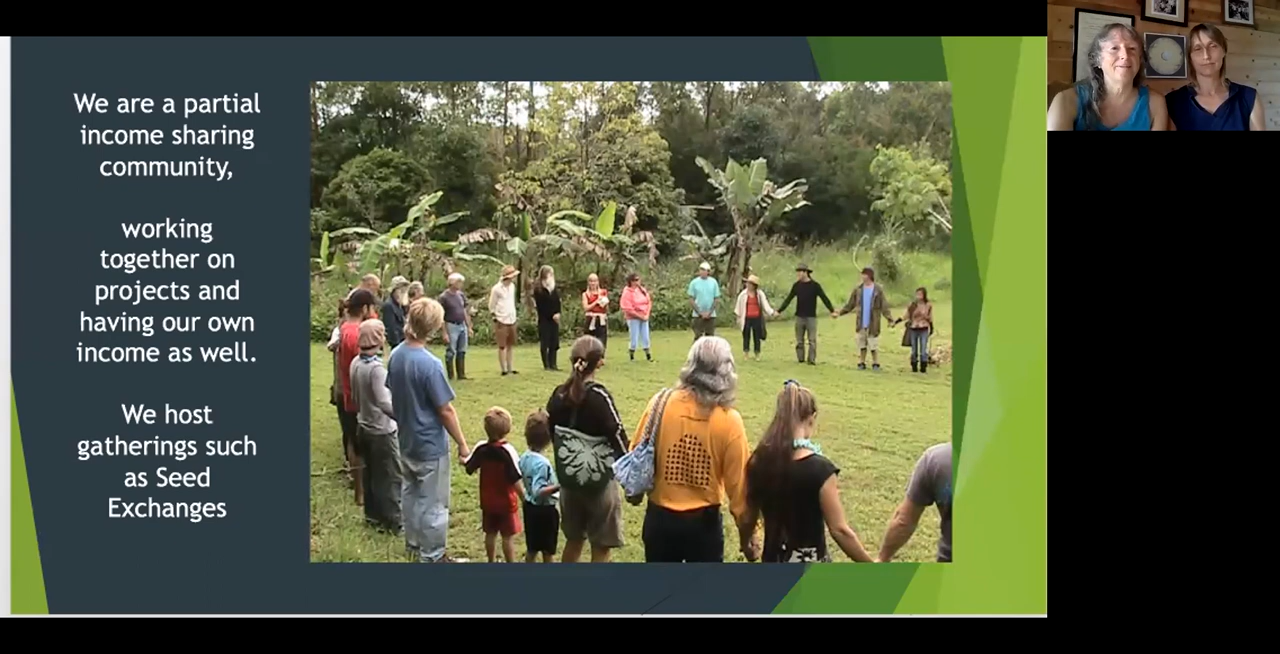 We are a partial
income sharing
community,
working
together on
projects and
having our own
income as well.
We host
gatherings such
as Seed
Exchanges